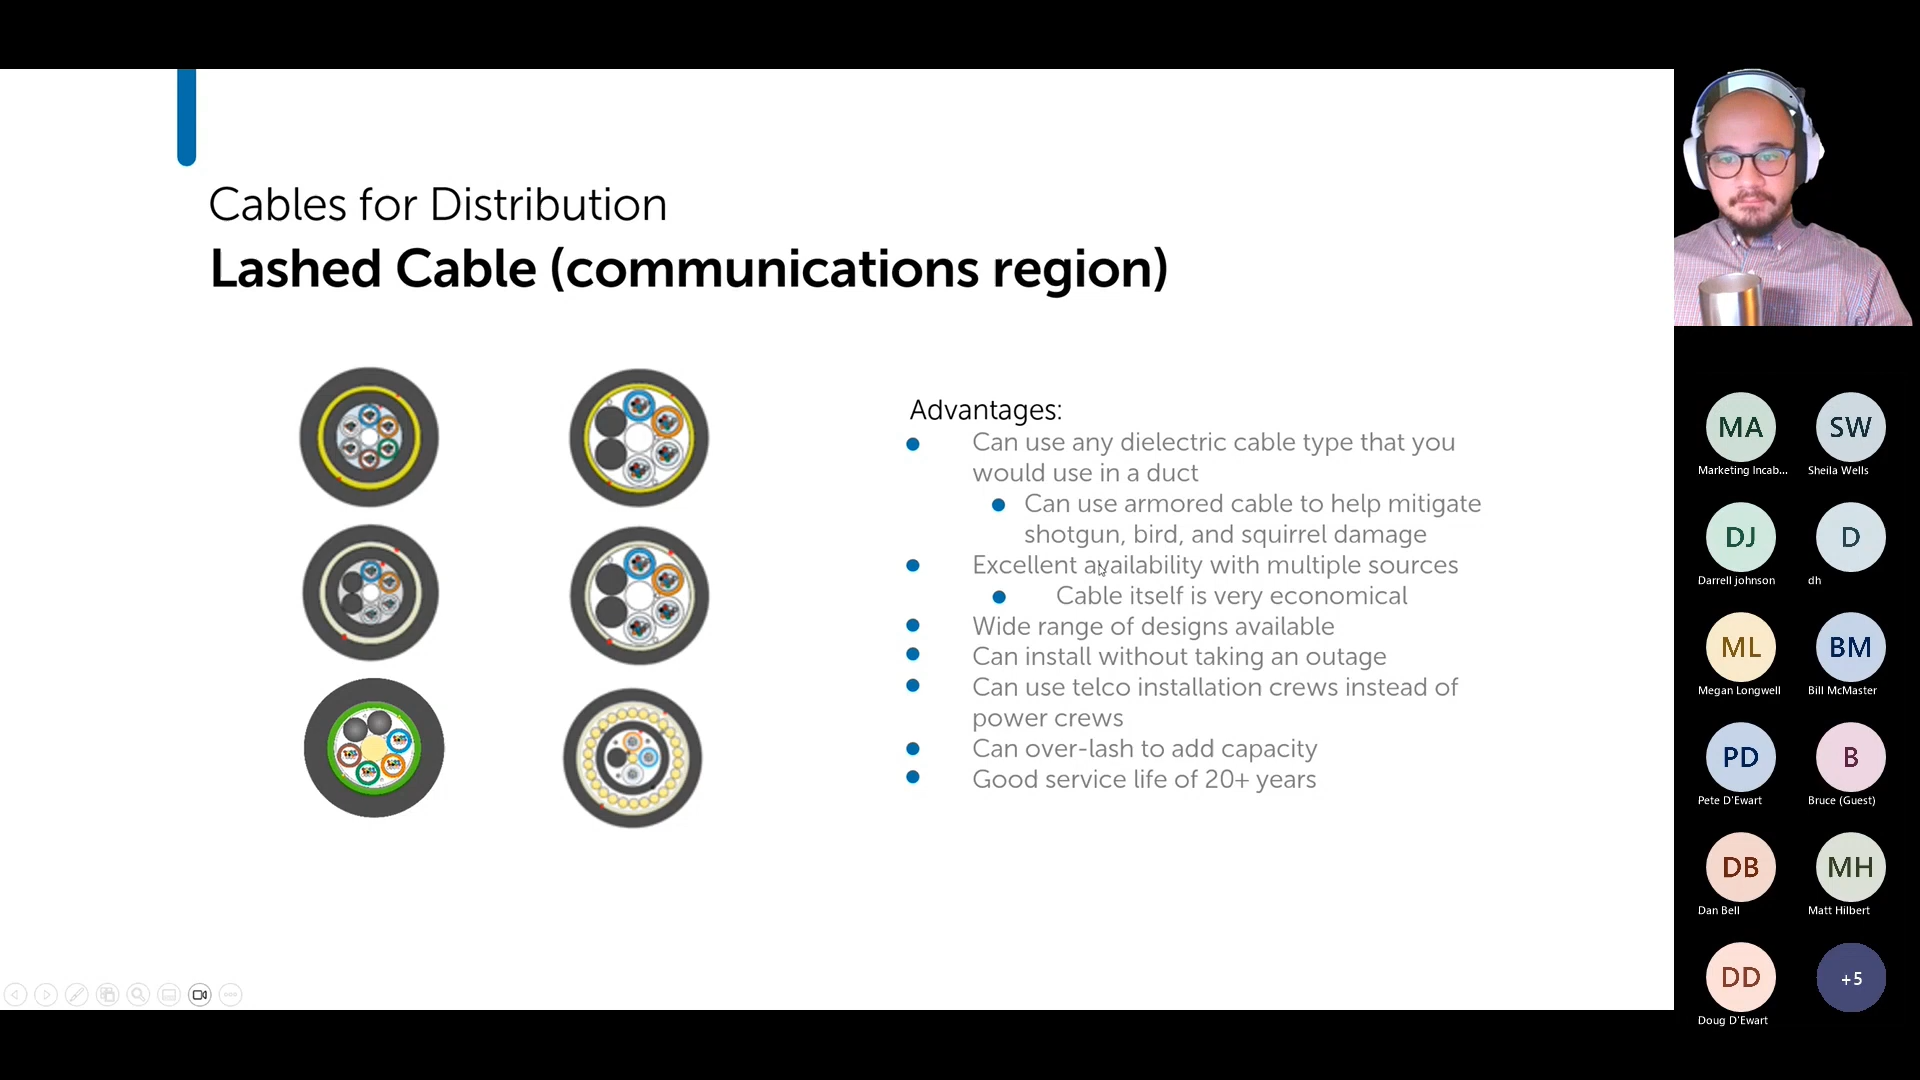 Cables for Distribution
Lashed Cable (communications region)
Advantages:
Can use any dielectric cable type that you
would use in a duct
Can use armored cable to help mitigate
shotgun, bird, and squirrel damage
Excellent availability with multiple sources
Cable itself is very economical
Wide range of designs available
Can install without taking an outage
Can use telco installation crews instead of
power crews
Can over-lash to add capacity
Good service life of 20+ years
MA
Marketing Incab...
SW
Sheila Wells
DJ
Darrell johnson
D
dh
ML
Megan Longwell
BM
Bill McMaster
PD
Pete D'Ewart
B
Bruce (Guest)
DB
Dan Bell
MH
Matt Hilbert
DD
Doug D'Ewart
+5